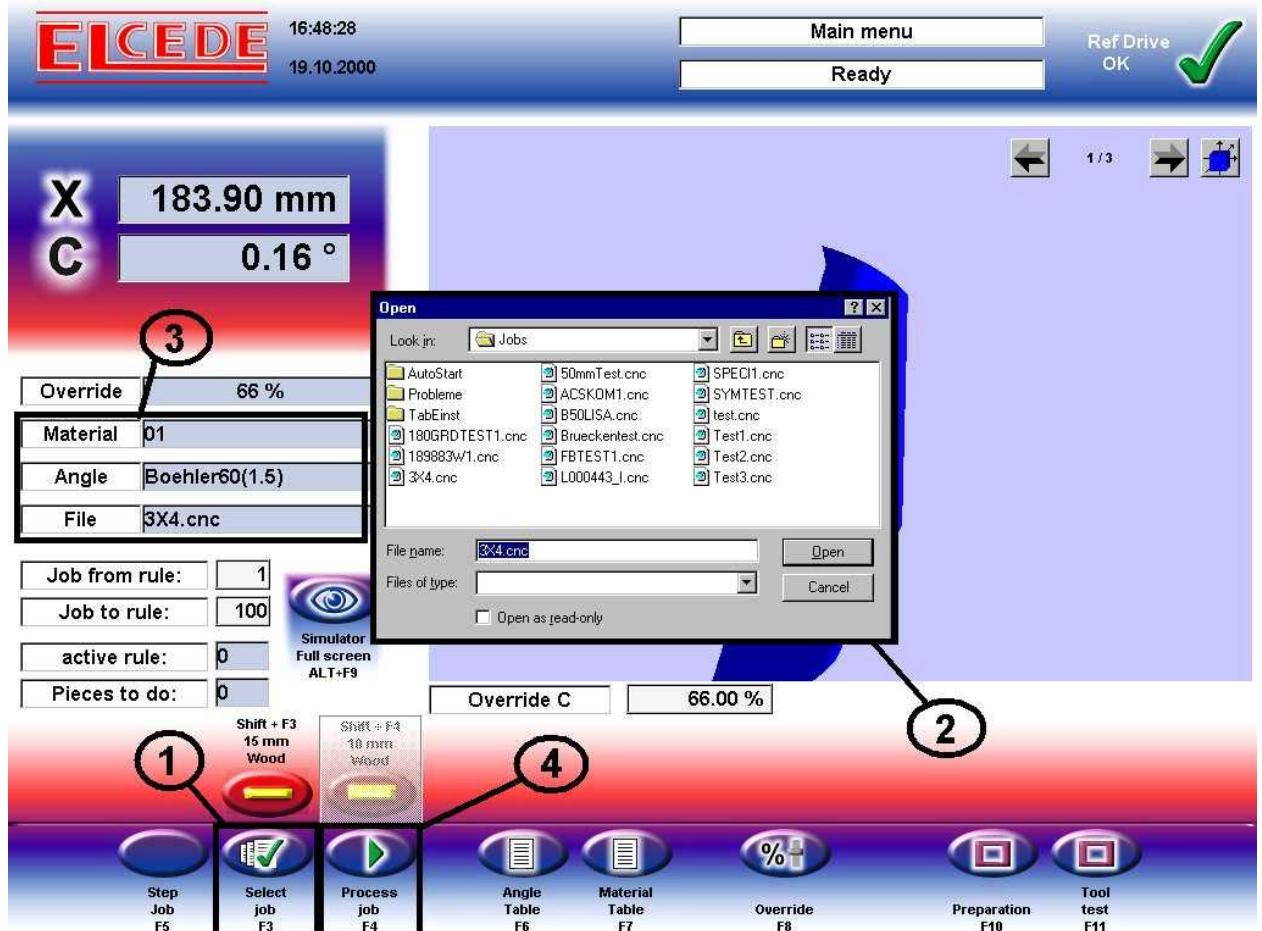 ELCEDE
16:48:28
19.10.2000
Main menu
Ready
Ref Drive
OK
X 183.90 mm
C 0.16 °
1 / 3
3
Override 66 %
Material 01
Angle Boehler60(1.5)
File 3X4.cnc
Job from rule: 1
Job to rule: 100
active rule: 0
Pieces to do: 0
Simulator
Full screen
ALT+F9
Open
Look in: Jobs
AutoStart 50mmTest.cnc SPECI1.cnc
Probleme ACSKOM1.cnc SYMTEST.cnc
TabEinst B50LISA.cnc test.cnc
180GRDTEST1.cnc Brueckentest.cnc Test1.cnc
189883W1.cnc FBTEST1.cnc Test2.cnc
3X4.cnc L000443_l.cnc Test3.cnc
File name: 3X4.cnc Open
Files of type: Cancel
Open as read-only
Override C 66.00 %
2
1
Shift + F3
15 mm
Wood
Shift + F4
10 mm
Wood
4
Step
Job
F5
Select
job
F3
Process
job
F4
Angle
Table
F6
Material
Table
F7
%
Override
F8
Preparation
F10
Tool
test
F11